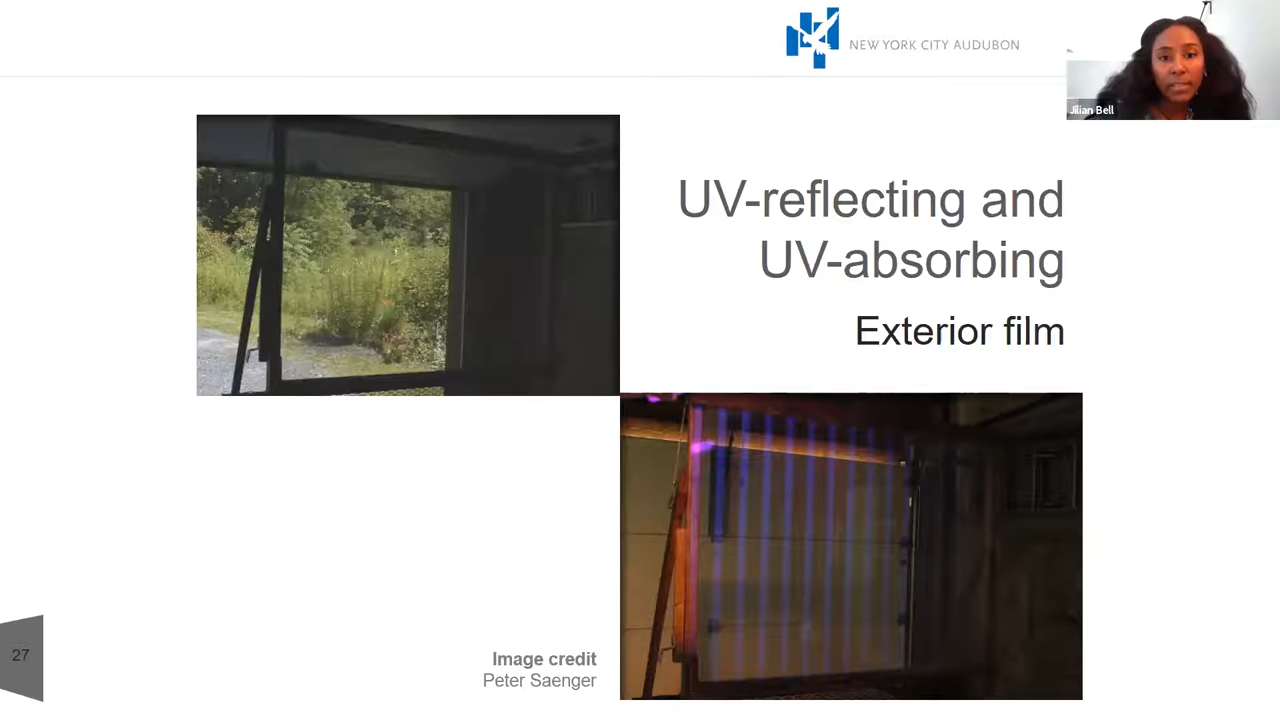 NEW YORK CITY AUDUBON
Jilian Bell
UV-reflecting and
UV-absorbing
Exterior film
27
Image credit
Peter Saenger